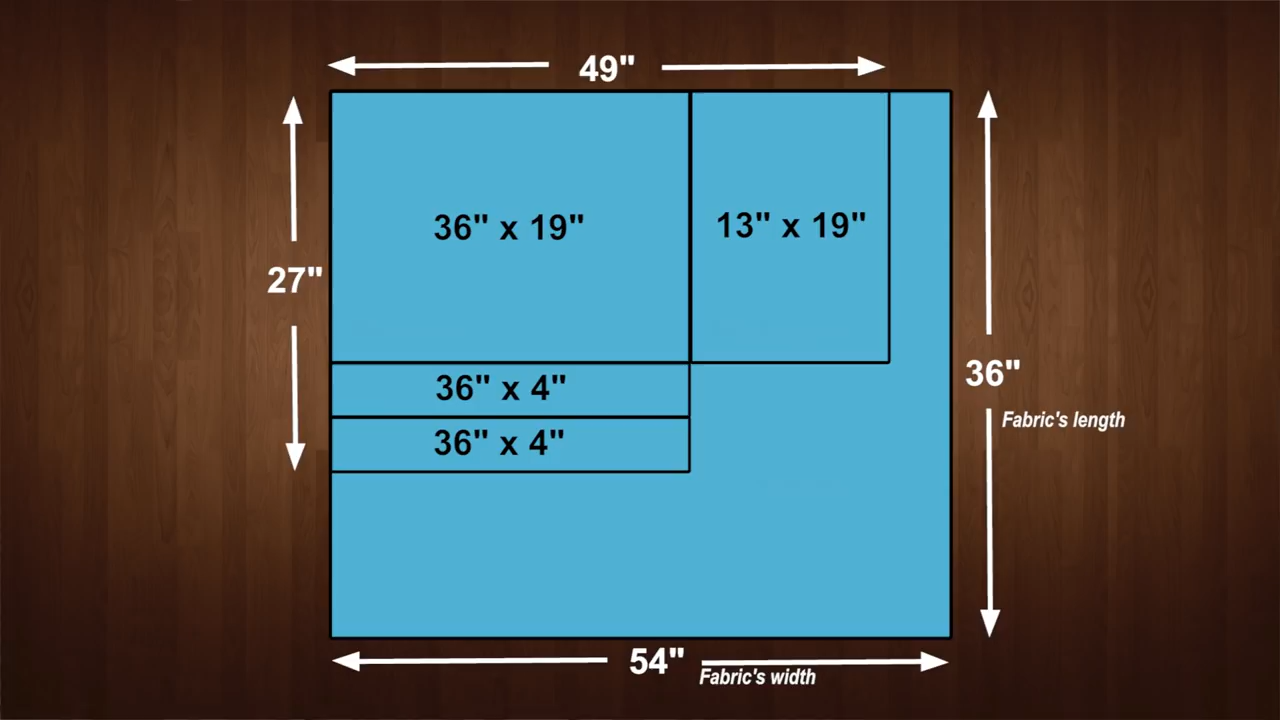 49"
36" x 19"
13" x 19"
27"
36" x 4"
36" x 4"
36"
Fabric's length
54"
Fabric's width